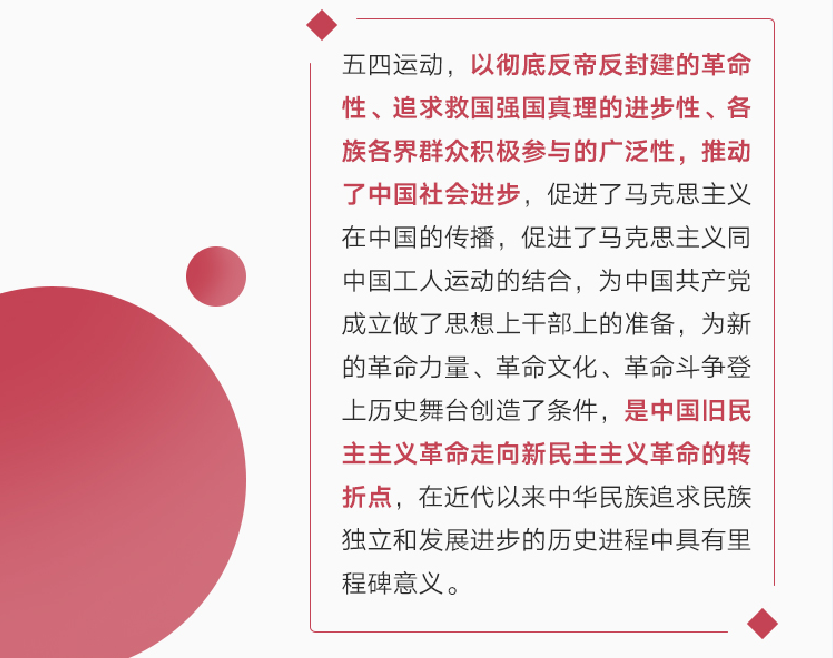 五四运动，以彻底反帝反封建的革命
性、追求救国强国真理的进步性、各
族各界群众积极参与的广泛性，推动
了中国社会进步，促进了马克思主义
在中国的传播，促进了马克思主义同
中国工人运动的结合，为中国共产党
成立做了思想上干部上的准备，为新
的革命力量、革命文化、革命斗争登
上历史舞台创造了条件，是中国旧民
主主义革命走向新民主主义革命的转
折点，在近代以来中华民族追求民族
独立和发展进步的历史进程中具有里
程碑意义。